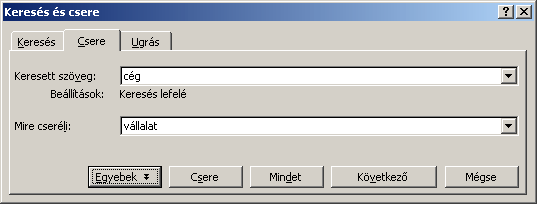 Keresés és csere
Keresés Csere Ugrás
Keresett szöveg: cég
Beállítások: Keresés lefelé
Mire cseréli: vállalat
Egyebek Csere Mindet Következő Mégse